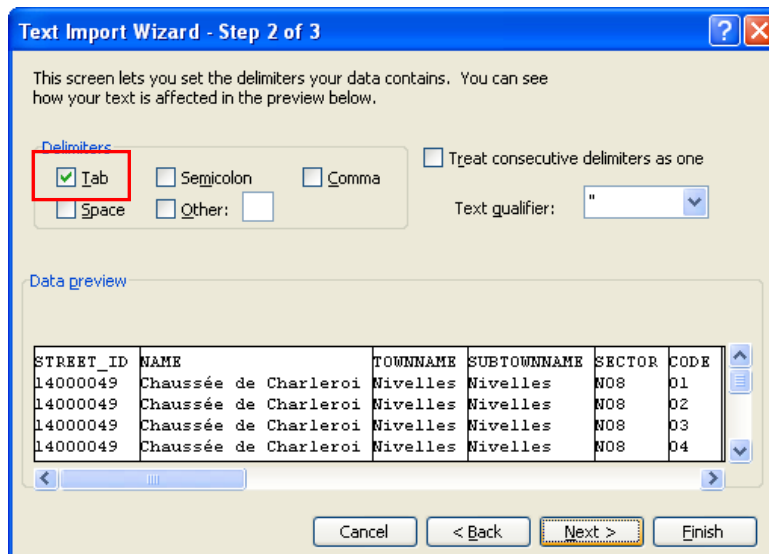 Text Import Wizard - Step 2 of 3
This screen lets you set the delimiters your data contains. You can see
how your text is affected in the preview below.
Delimiters
Tab Semicolon Comma
Space Other:
Treat consecutive delimiters as one
Text qualifier: "
Data preview
STREET_ID NAME TOWNNAME SUBTOWNNAME SECTOR CODE
14000049 Chaussée de Charleroi Nivelles Nivelles N08 01
14000049 Chaussée de Charleroi Nivelles Nivelles N08 02
14000049 Chaussée de Charleroi Nivelles Nivelles N08 03
14000049 Chaussée de Charleroi Nivelles Nivelles N08 04
Cancel < Back Next > Finish